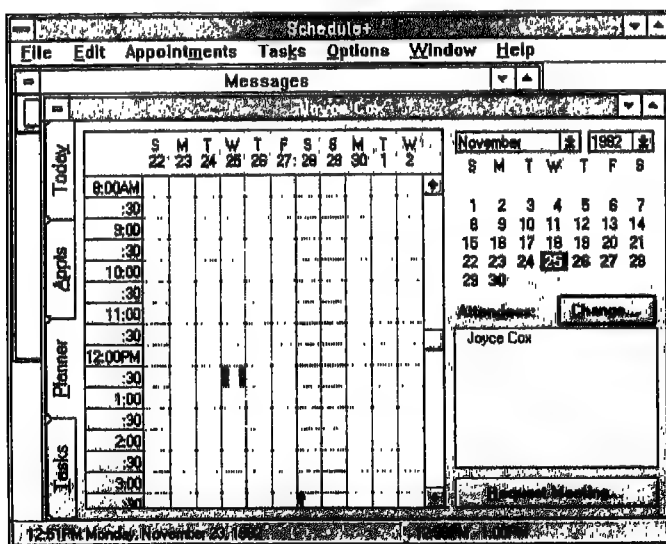 Schedule+
File Edit Appointments Tasks Options Window Help
Messages
Today
Appts
Planner
Tasks
S M T W T F S S M T W
22 23 24 25 26 27 28 29 30 1 2
8:00AM
:30
9:00
:30
10:00
:30
11:00
:30
12:00PM
:30
1:00
:30
2:00
:30
3:00
:30
November 1992
S M T W T F S
1 2 3 4 5 6 7
8 9 10 11 12 13 14
15 16 17 18 19 20 21
22 23 24 25 26 27 28
29 30
Attendees: Change...
Joyce Cox
Request Meeting...
12:51PM Monday, November 23, 1992